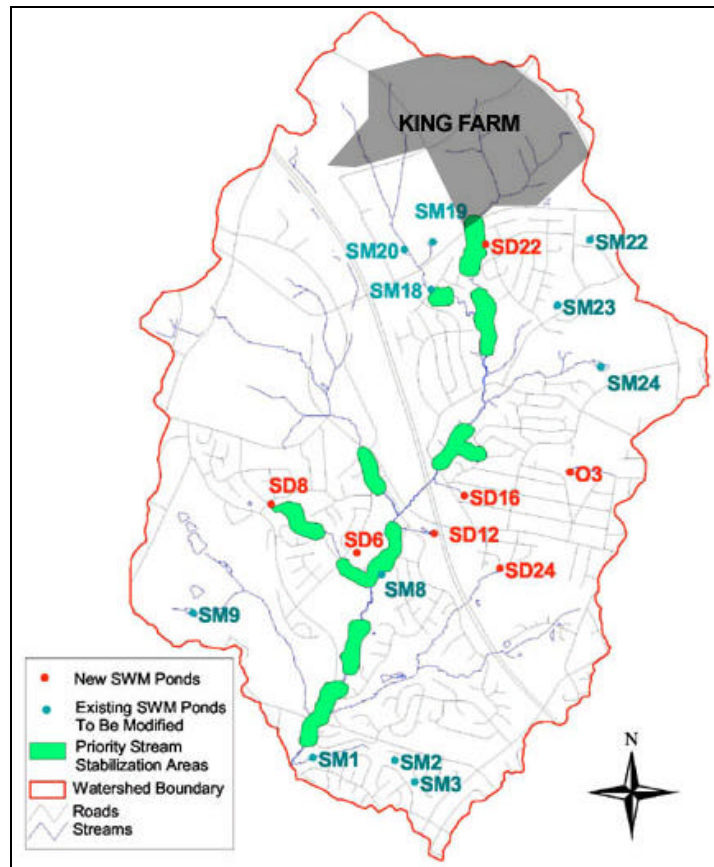 KING FARM
SM19
SD22
SM22
SM20
SM18
SM23
SM24
O3
SD8
SD16
SD12
SD6
SD24
SM8
SM9
New SWM Ponds
Existing SWM Ponds
To Be Modified
Priority Stream
Stabilization Areas
Watershed Boundary
Roads
Streams
SM1
SM2
SM3
N